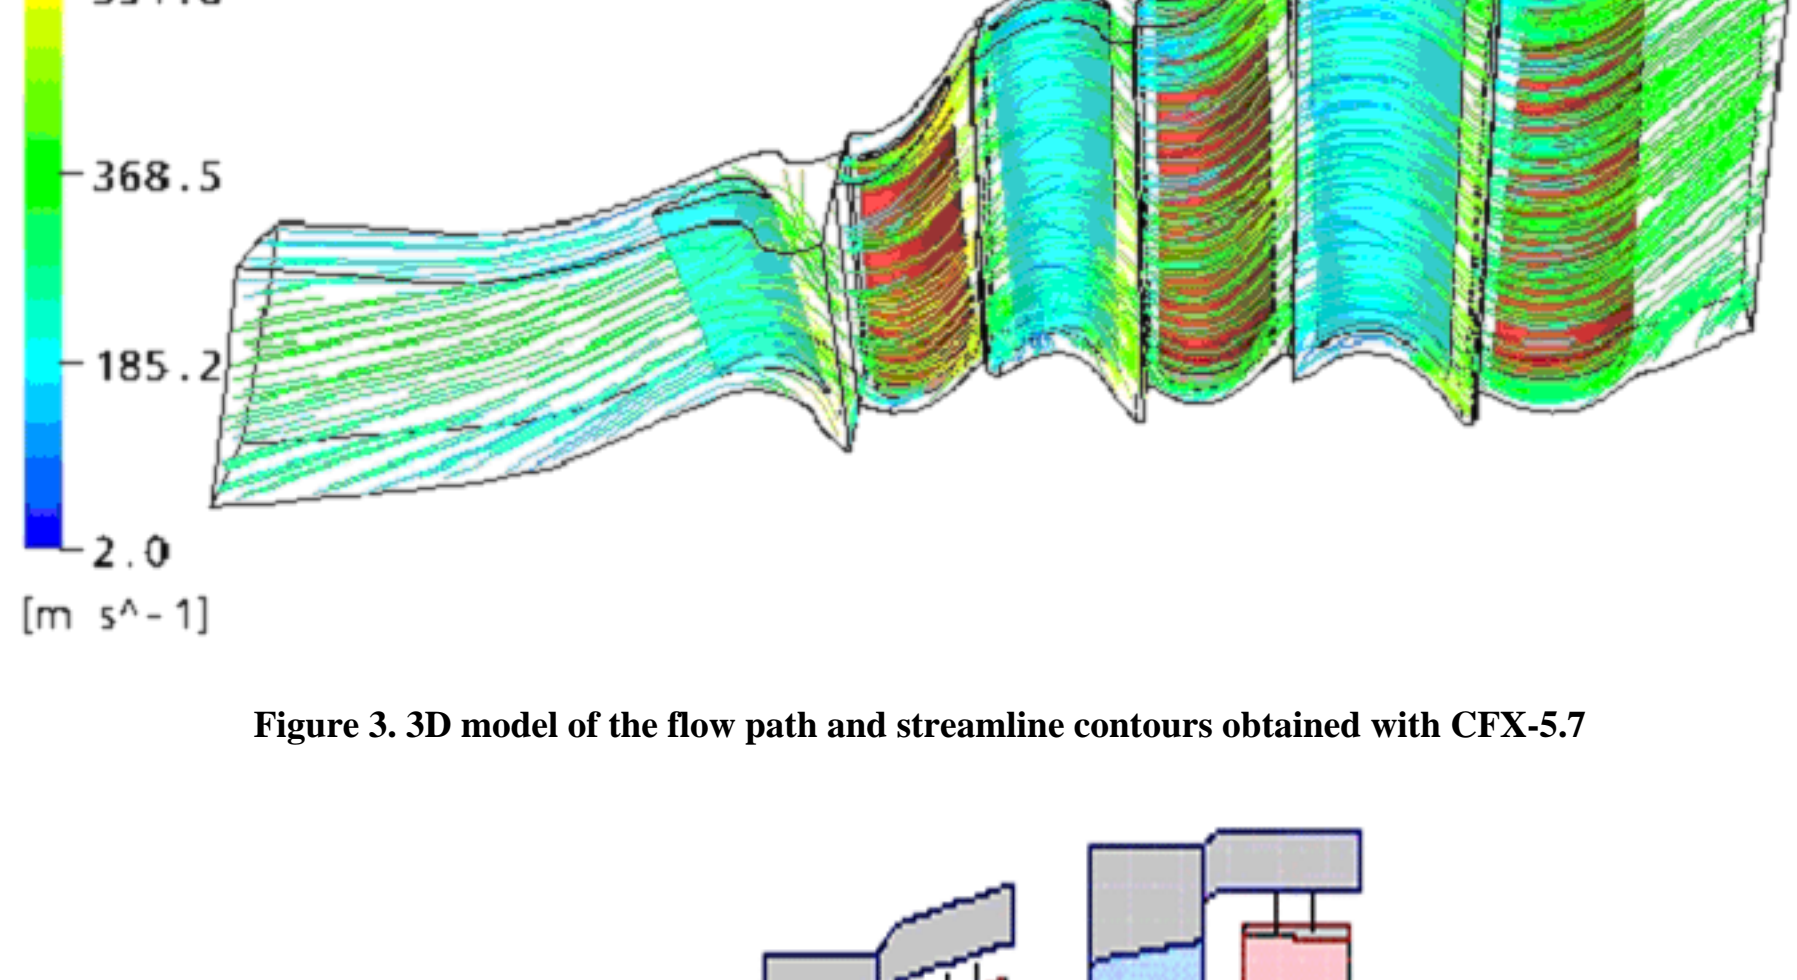 368.5
185.2
2.0
[m s^-1]
Figure 3. 3D model of the flow path and streamline contours obtained with CFX-5.7